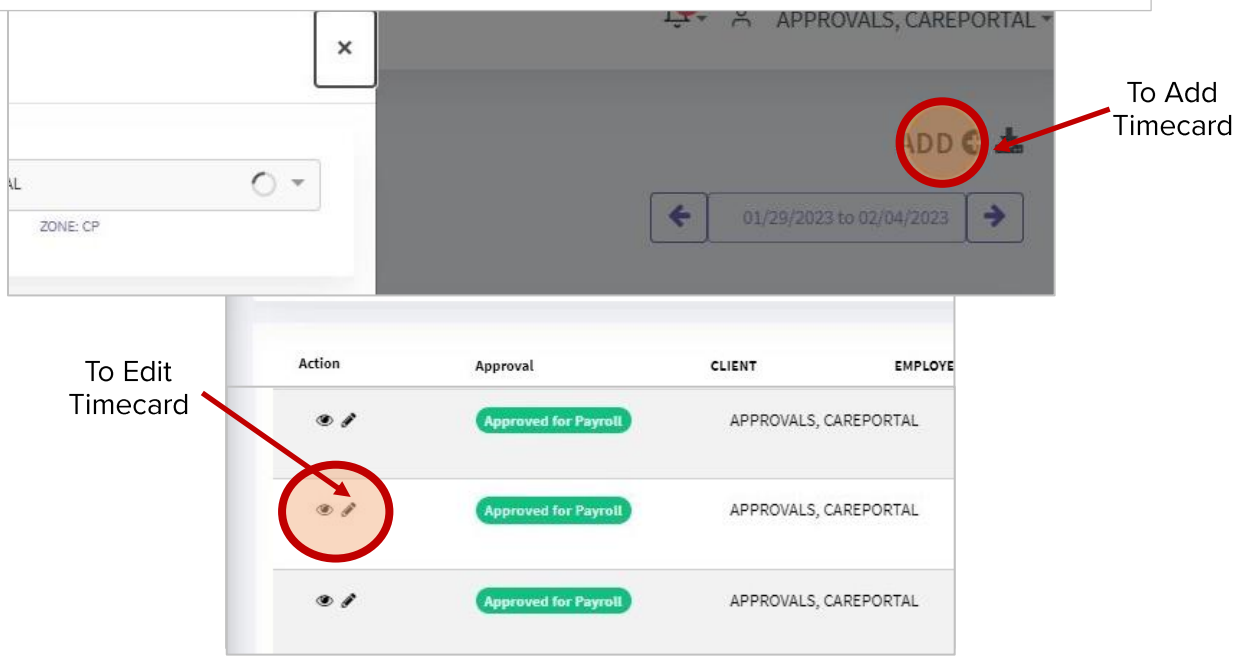 ×
APPROVALS, CAREPORTAL
To Add
Timecard
ADD
AL
ZONE: CP
01/29/2023 to 02/04/2023
To Edit
Timecard
Action Approval CLIENT EMPLOYE
Approved for Payroll APPROVALS, CAREPORTAL
Approved for Payroll APPROVALS, CAREPORTAL
Approved for Payroll APPROVALS, CAREPORTAL